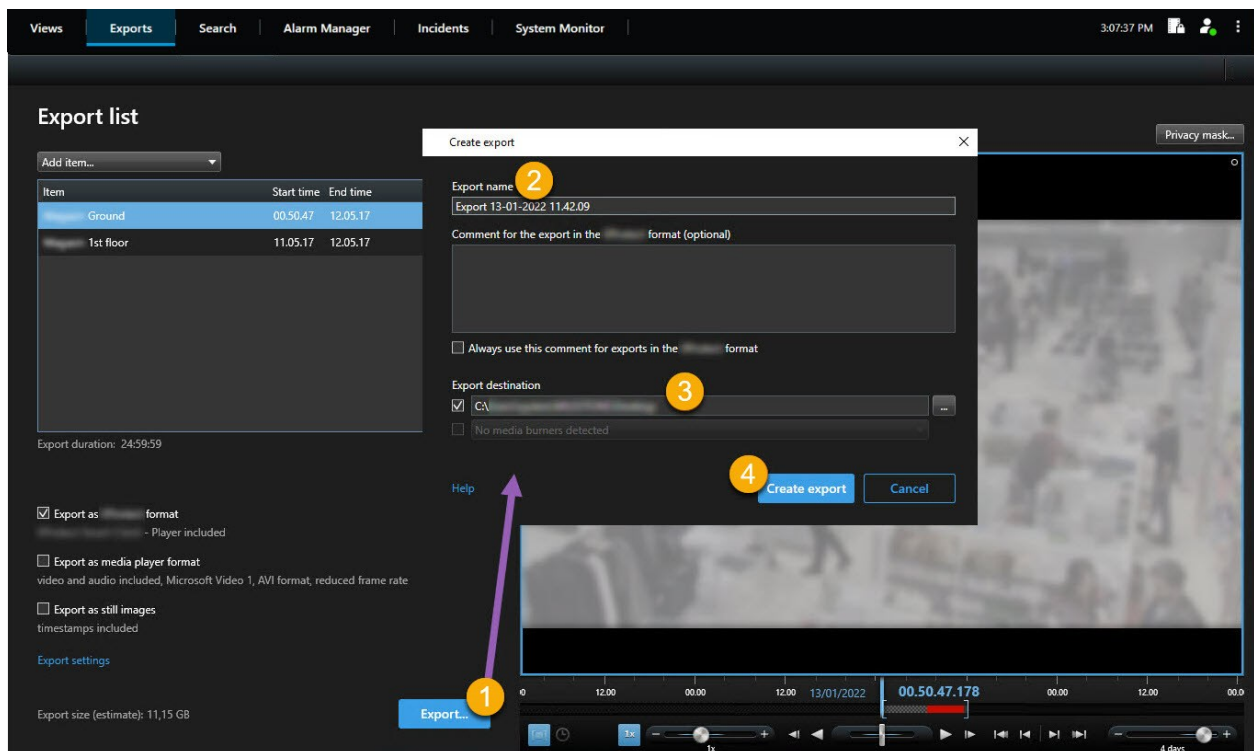 Views Exports Search Alarm Manager Incidents System Monitor 3:07:37 PM
Export list
Privacy mask...
Add item...
Item Start time End time
Ground 00.50.47 12.05.17
1st floor 11.05.17 12.05.17
Export duration: 24:59:59
Export as format
- Player included
Export as media player format
video and audio included, Microsoft Video 1, AVI format, reduced frame rate
Export as still images
timestamps included
Export settings
Export size (estimate): 11,15 GB
1
Export...
Create export
2
Export name
Export 13-01-2022 11.42.09
Comment for the export in the format (optional)
Always use this comment for exports in the format
Export destination
3
C:\
...
No media burners detected
Help
4
Create export Cancel
12.00 00.00 12.00 13/01/2022 00.50.47.178 00.00 12.00 00.0
1x
1x 4 days